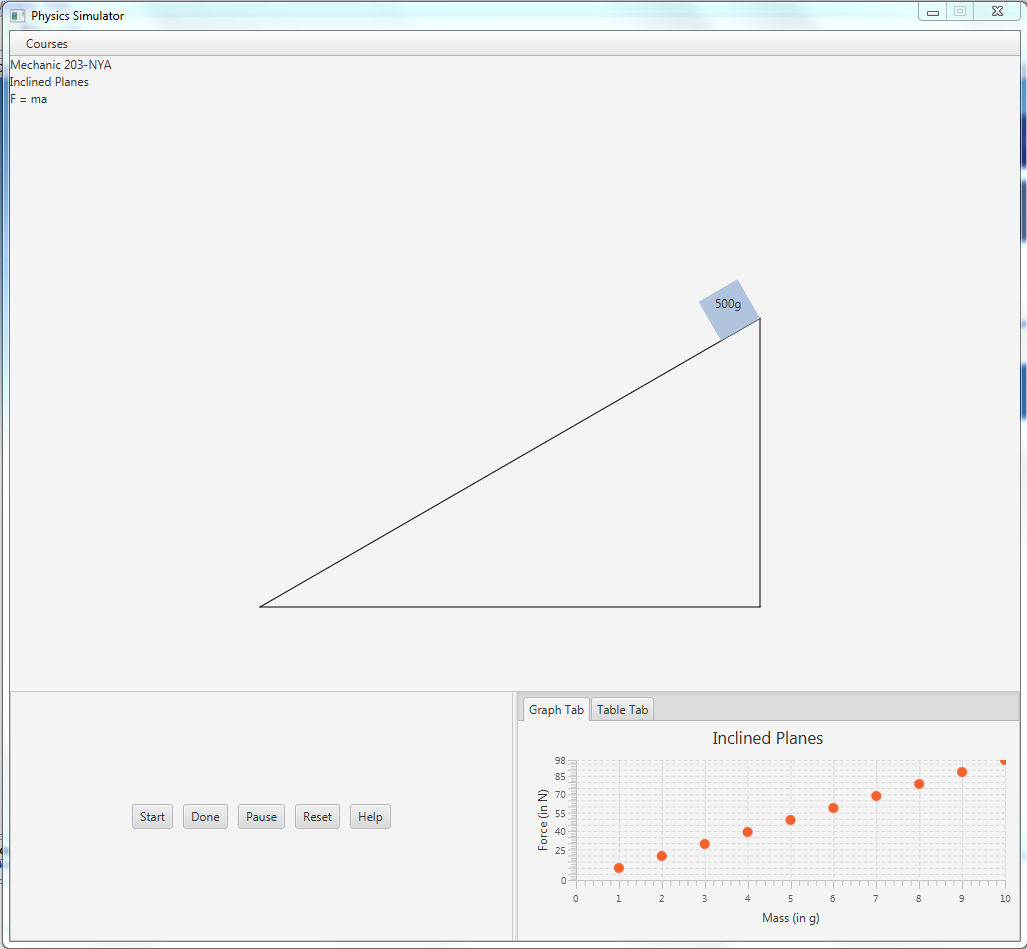 Physics Simulator
Courses
Mechanic 203-NYA
Inclined Planes
F = ma
500g
Start Done Pause Reset Help
Graph Tab Table Tab
Inclined Planes
Force (in N)
98
85
70
55
40
25
0
0 1 2 3 4 5 6 7 8 9 10
Mass (in g)